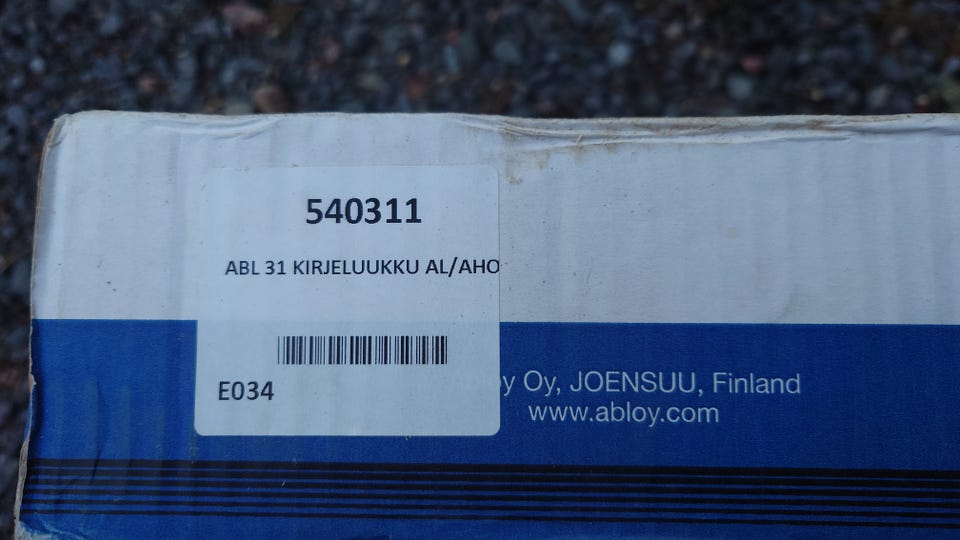 540311
ABL 31 KIRJELUUKKU AL/AHO
E034
y Oy, JOENSUU, Finland
www.abloy.com